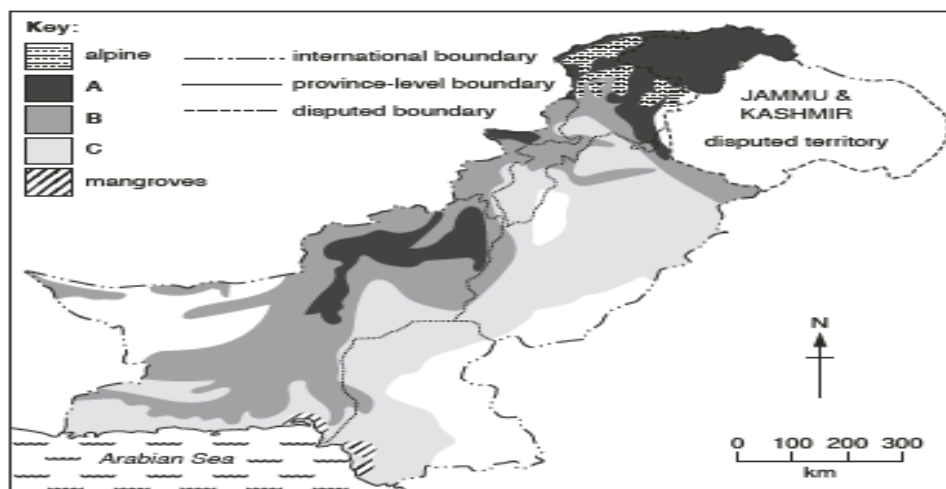 Key:
alpine
A
B
C
mangroves
international boundary
province-level boundary
disputed boundary
JAMMU &
KASHMIR
disputed territory
N
Arabian Sea
0 100 200 300
km